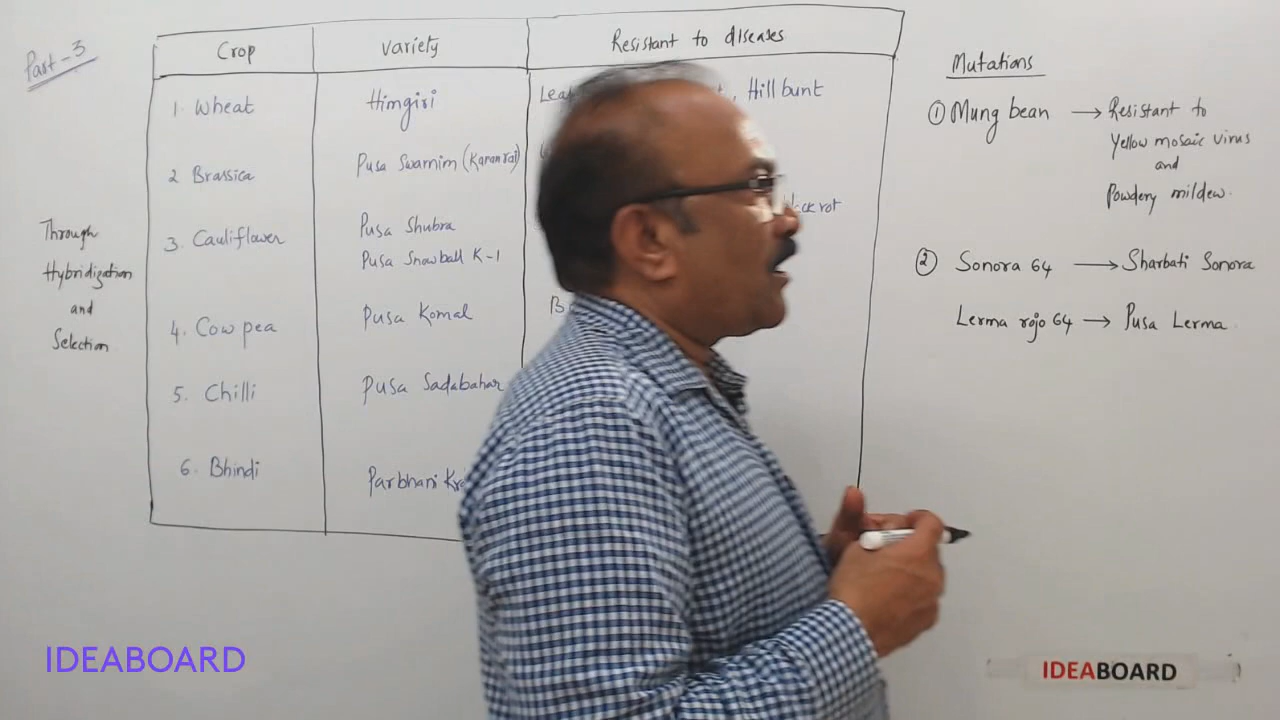 Part-3
Crop
Variety
Resistant to diseases
1. Wheat
Himgiri
, Hill bunt
2 Brassica
Pusa Swarnim (Karan rai)
3. Cauliflower
Pusa Shubra
Pusa Snowball K-1
rot
4. Cow pea
Pusa Komal
5. Chilli
Pusa Sadabahar
6. Bhindi
Parbhani
Through
Hybridization
and
Selection
Mutations
① Mung bean → Resistant to
Yellow mosaic virus
and
Powdery mildew.
② Sonora 64 → Sharbati Sonora
Lerma rojo 64 → Pusa Lerma.
IDEABOARD
IDEABOARD